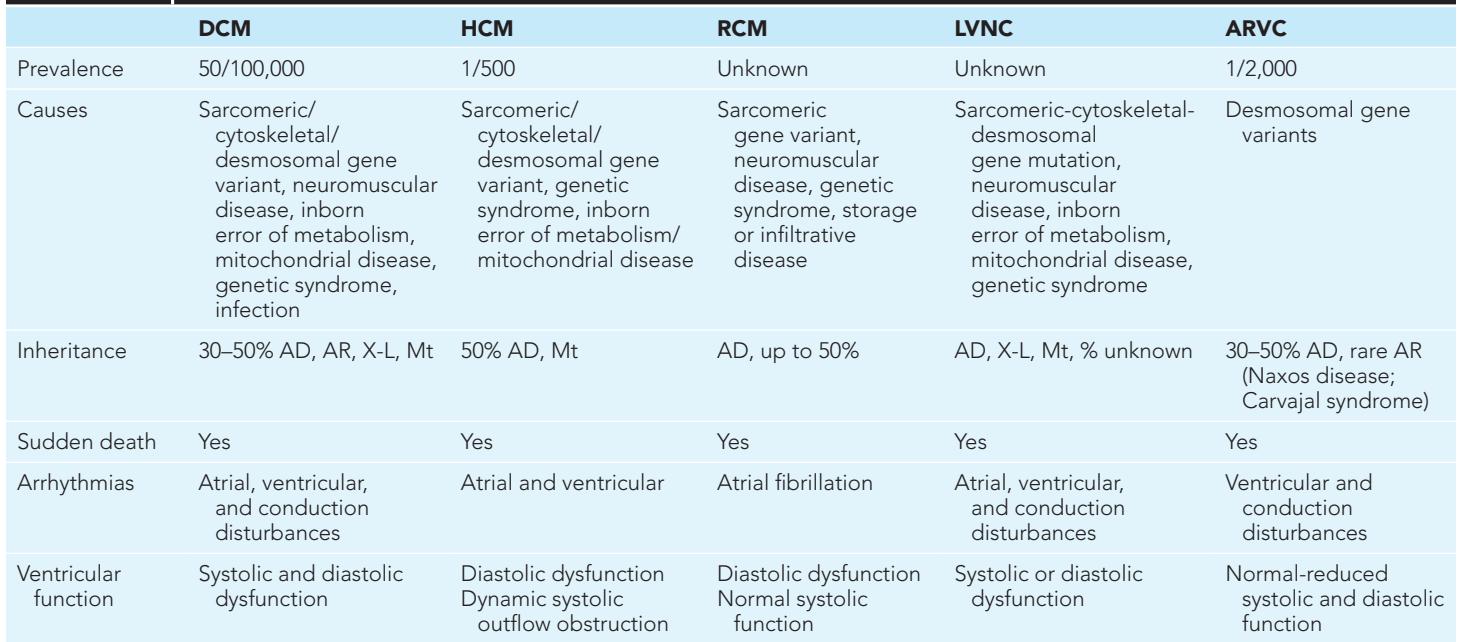 DCM HCM RCM LVNC ARVC
Prevalence 50/100,000 1/500 Unknown Unknown 1/2,000
Causes Sarcomeric/ Sarcomeric/ Sarcomeric Sarcomeric-cytoskeletal- Desmosomal gene
cytoskeletal/ cytoskeletal/ gene variant, desmosomal variants
desmosomal gene desmosomal gene neuromuscular gene mutation,
variant, neuromuscular variant, genetic disease, genetic neuromuscular
disease, inborn syndrome, inborn syndrome, storage disease, inborn
error of metabolism, error of metabolism/ or infiltrative error of metabolism,
mitochondrial disease, mitochondrial disease disease mitochondrial disease,
genetic syndrome, genetic syndrome
infection
Inheritance 30–50% AD, AR, X-L, Mt 50% AD, Mt AD, up to 50% AD, X-L, Mt, % unknown 30–50% AD, rare AR
(Naxos disease;
Carvajal syndrome)
Sudden death Yes Yes Yes Yes Yes
Arrhythmias Atrial, ventricular, Atrial and ventricular Atrial fibrillation Atrial, ventricular, Ventricular and
and conduction and conduction conduction
disturbances disturbances disturbances
Ventricular Systolic and diastolic Diastolic dysfunction Diastolic dysfunction Systolic or diastolic Normal-reduced
function dysfunction Dynamic systolic Normal systolic dysfunction systolic and diastolic
outflow obstruction function function